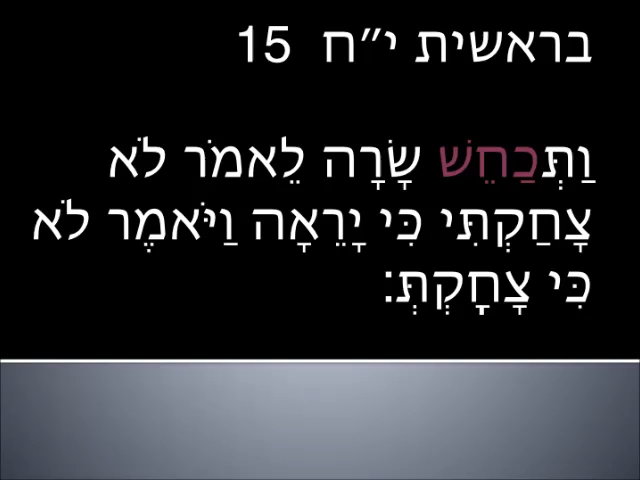 בראשית י״ח 15
וַתְּכַחֵשׁ שָׂרָה לֵאמֹר לֹא
צָחַקְתִּי כִּי יָרֵאָה וַיֹּאמֶר לֹא
כִּי צָחָקְתְּ: